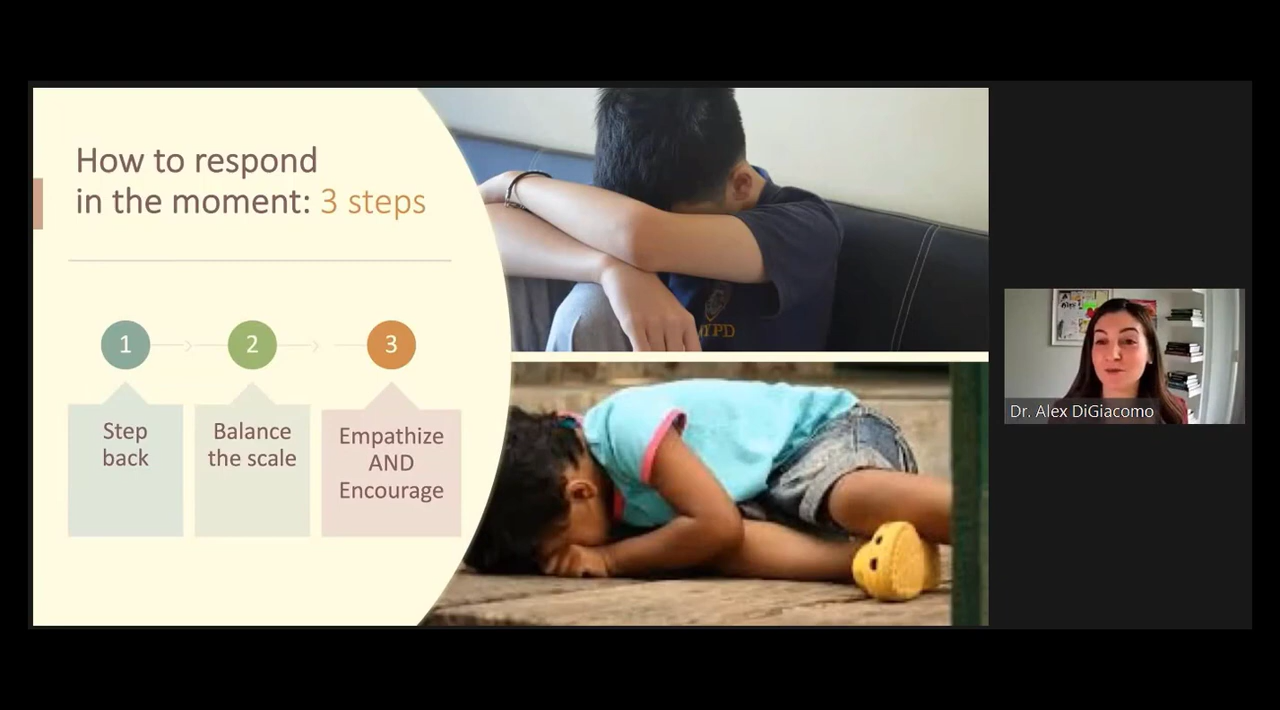 How to respond
in the moment: 3 steps
1
2
3
Step
back
Balance
the scale
Empathize
AND
Encourage
Dr. Alex DiGiacomo